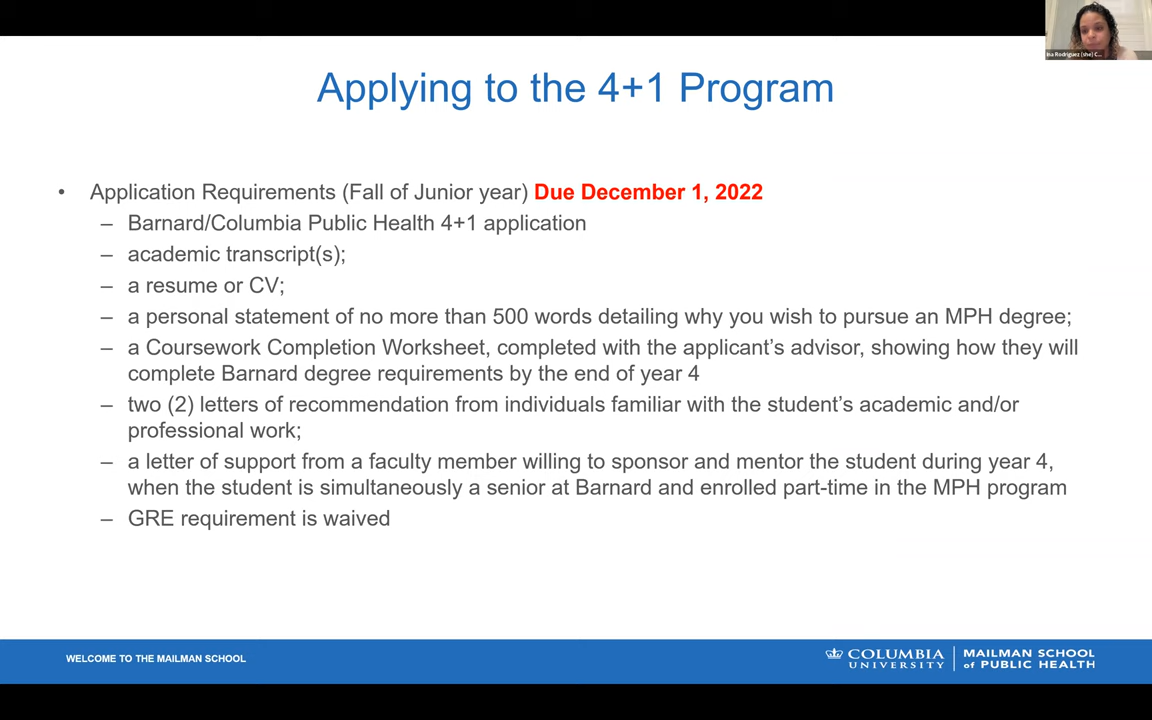 Ina Rodriguez (she) C...
Applying to the 4+1 Program
• Application Requirements (Fall of Junior year) Due December 1, 2022
– Barnard/Columbia Public Health 4+1 application
– academic transcript(s);
– a resume or CV;
– a personal statement of no more than 500 words detailing why you wish to pursue an MPH degree;
– a Coursework Completion Worksheet, completed with the applicant's advisor, showing how they will
complete Barnard degree requirements by the end of year 4
– two (2) letters of recommendation from individuals familiar with the student's academic and/or
professional work;
– a letter of support from a faculty member willing to sponsor and mentor the student during year 4,
when the student is simultaneously a senior at Barnard and enrolled part-time in the MPH program
– GRE requirement is waived
WELCOME TO THE MAILMAN SCHOOL
COLUMBIA
UNIVERSITY
MAILMAN SCHOOL
of PUBLIC HEALTH